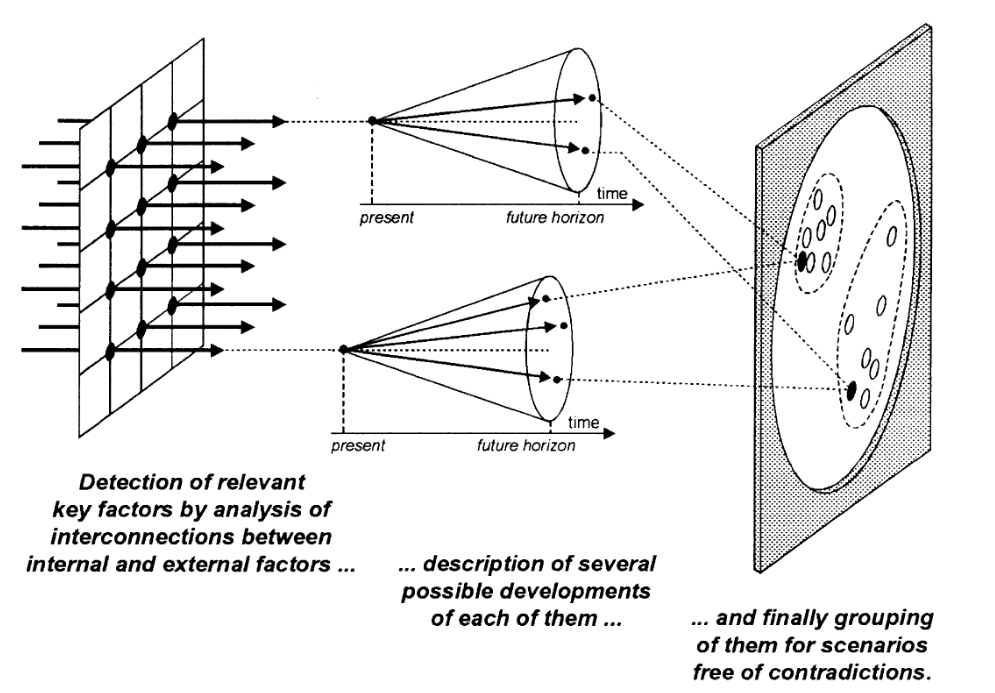 time
present
future horizon
time
present
future horizon
Detection of relevant
key factors by analysis of
interconnections between
internal and external factors ...
... description of several
possible developments
of each of them ...
... and finally grouping
of them for scenarios
free of contradictions.